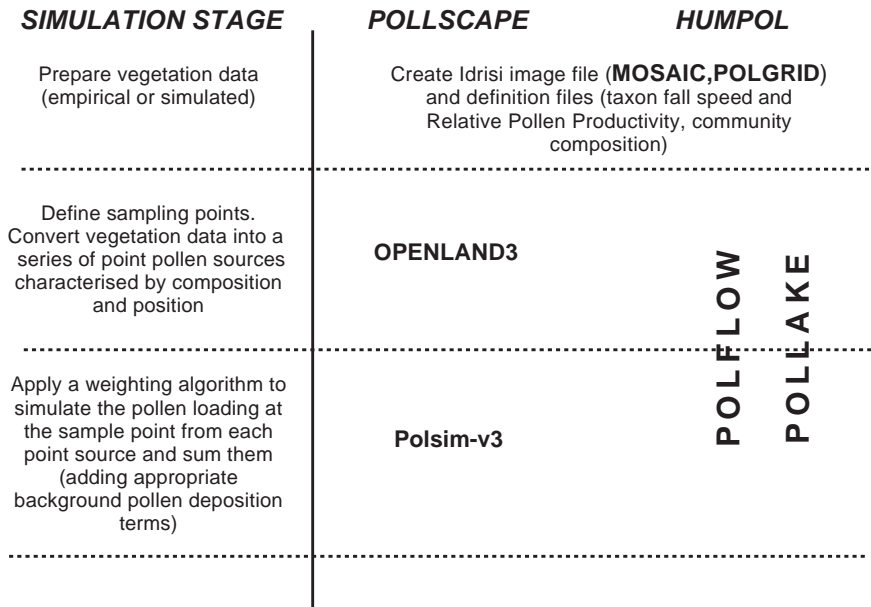 SIMULATION STAGE
POLLSCAPE
HUMPOL
Prepare vegetation data
(empirical or simulated)
Create Idrisi image file (MOSAIC,POLGRID)
and definition files (taxon fall speed and
Relative Pollen Productivity, community
composition)
Define sampling points.
Convert vegetation data into a
series of point pollen sources
characterised by composition
and position
OPENLAND3
POLFLOW
POLLAKE
Apply a weighting algorithm to
simulate the pollen loading at
the sample point from each
point source and sum them
(adding appropriate
background pollen deposition
terms)
Polsim-v3